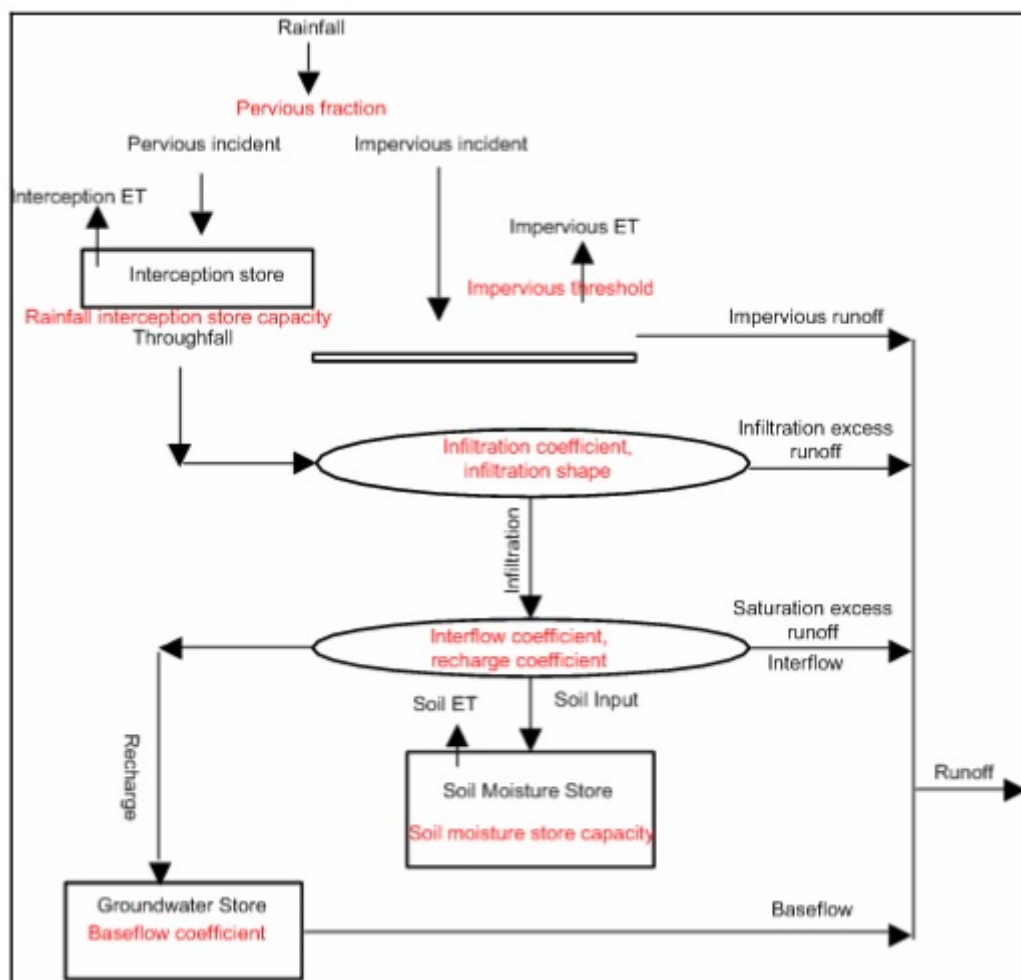 Rainfall
Pervious fraction
Pervious incident
Impervious incident
Interception ET
Impervious ET
Interception store
Impervious threshold
Rainfall interception store capacity
Throughfall
Impervious runoff
Infiltration coefficient,
infiltration shape
Infiltration excess
runoff
Infiltration
Interflow coefficient,
recharge coefficient
Saturation excess
runoff
Interflow
Soil ET
Soil Input
Recharge
Soil Moisture Store
Soil moisture store capacity
Runoff
Groundwater Store
Baseflow coefficient
Baseflow